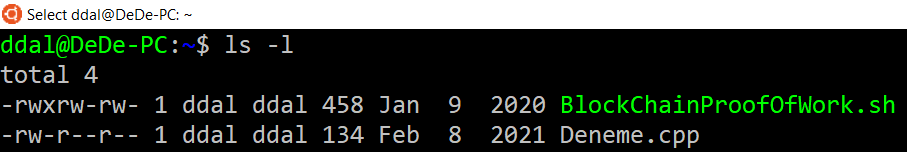 Select ddal@DeDe-PC: ~
ddal@DeDe-PC:~$ ls -l
total 4
-rwxrw-rw- 1 ddal ddal 458 Jan  9  2020 BlockChainProofOfWork.sh
-rw-r--r-- 1 ddal ddal 134 Feb  8  2021 Deneme.cpp